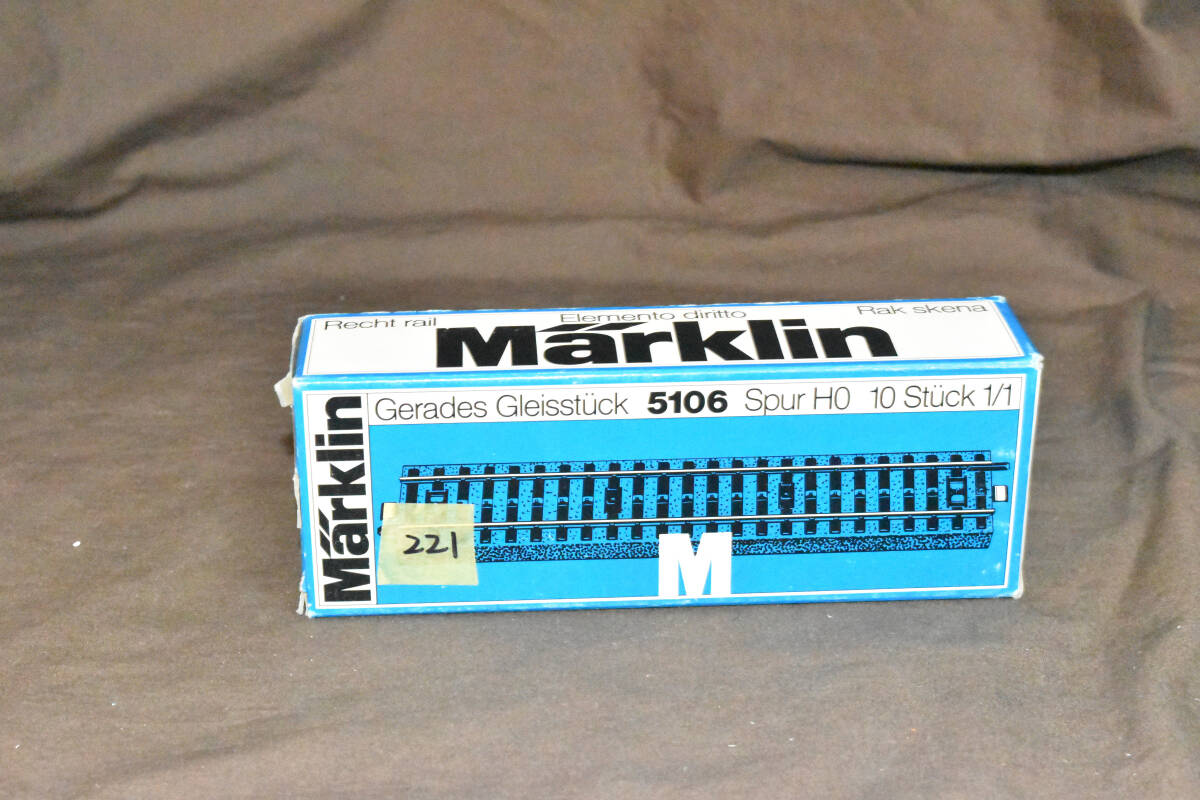 Recht rail Elemento diritto Rak skena
Märklin
Märklin
Gerades Gleisstück 5106 Spur H0 10 Stück 1/1
221
M